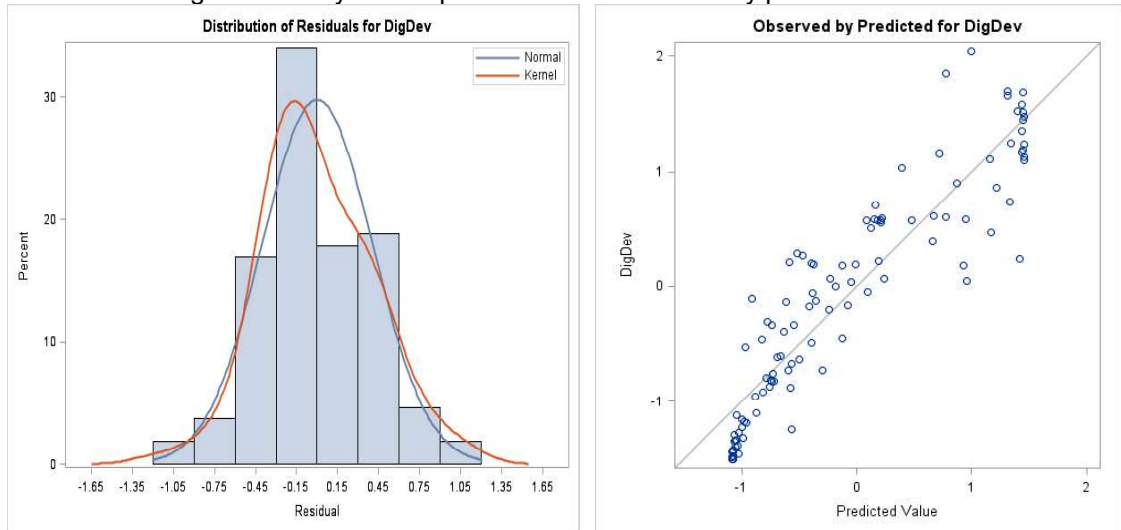 Distribution of Residuals for DigDev
Normal
Kernel
Percent
30
20
10
0
-1.65 -1.35 -1.05 -0.75 -0.45 -0.15 0.15 0.45 0.75 1.05 1.35 1.65
Residual
Observed by Predicted for DigDev
DigDev
2
1
0
-1
-1 0 1 2
Predicted Value